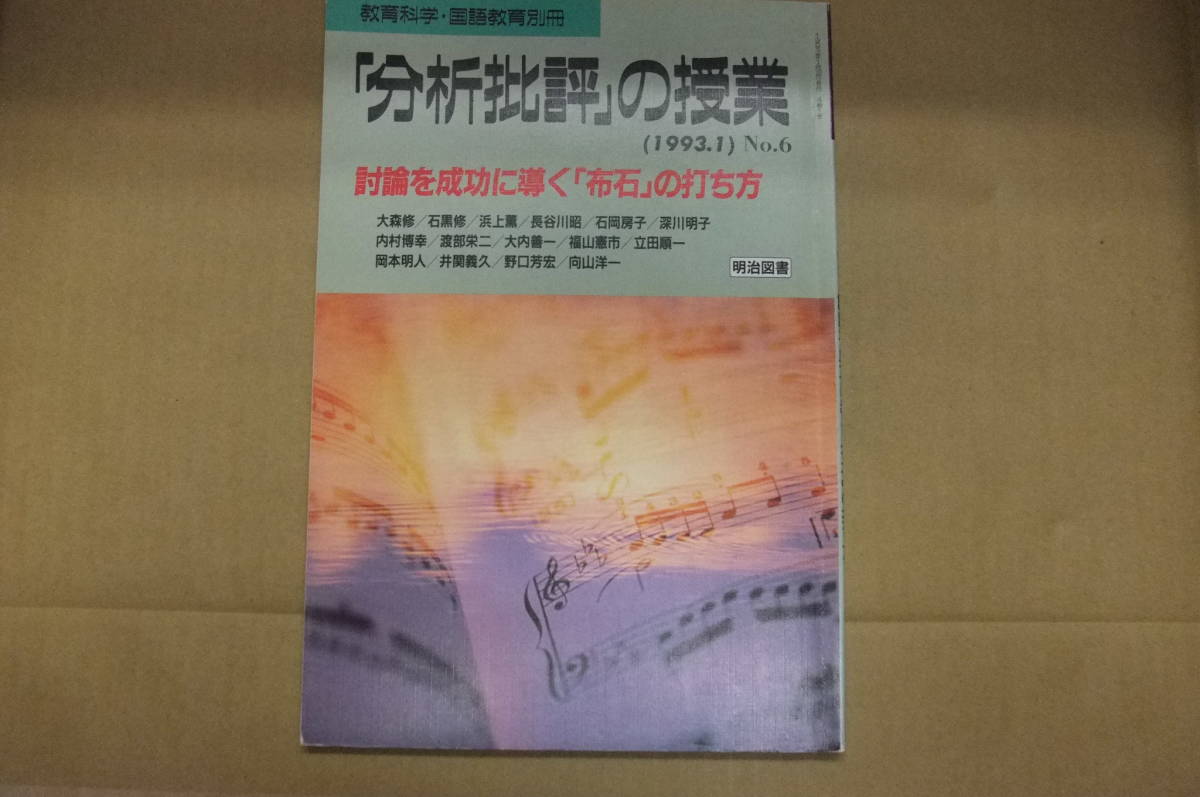 教育科学・国語教育別冊
「分析批評」の授業
(1993.1) No.6
討論を成功に導く「布石」の打ち方
大森修／石黒修／浜上薫／長谷川昭／石岡房子／深川明子
内村博幸／渡部栄二／大内善一／福山憲市／立田順一
岡本明人／井関義久／野口芳宏／向山洋一
明治図書